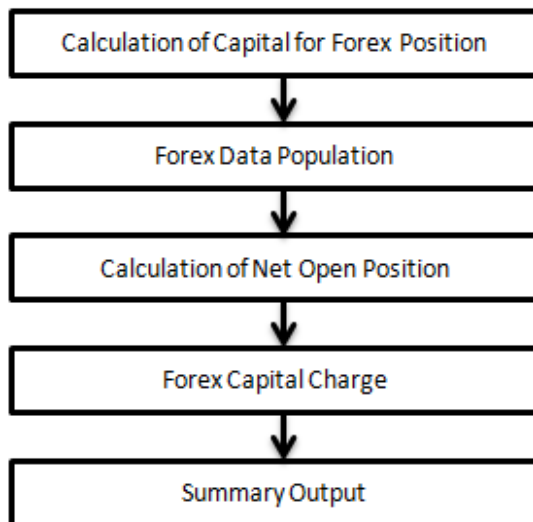 Calculation of Capital for Forex Position
Forex Data Population
Calculation of Net Open Position
Forex Capital Charge
Summary Output